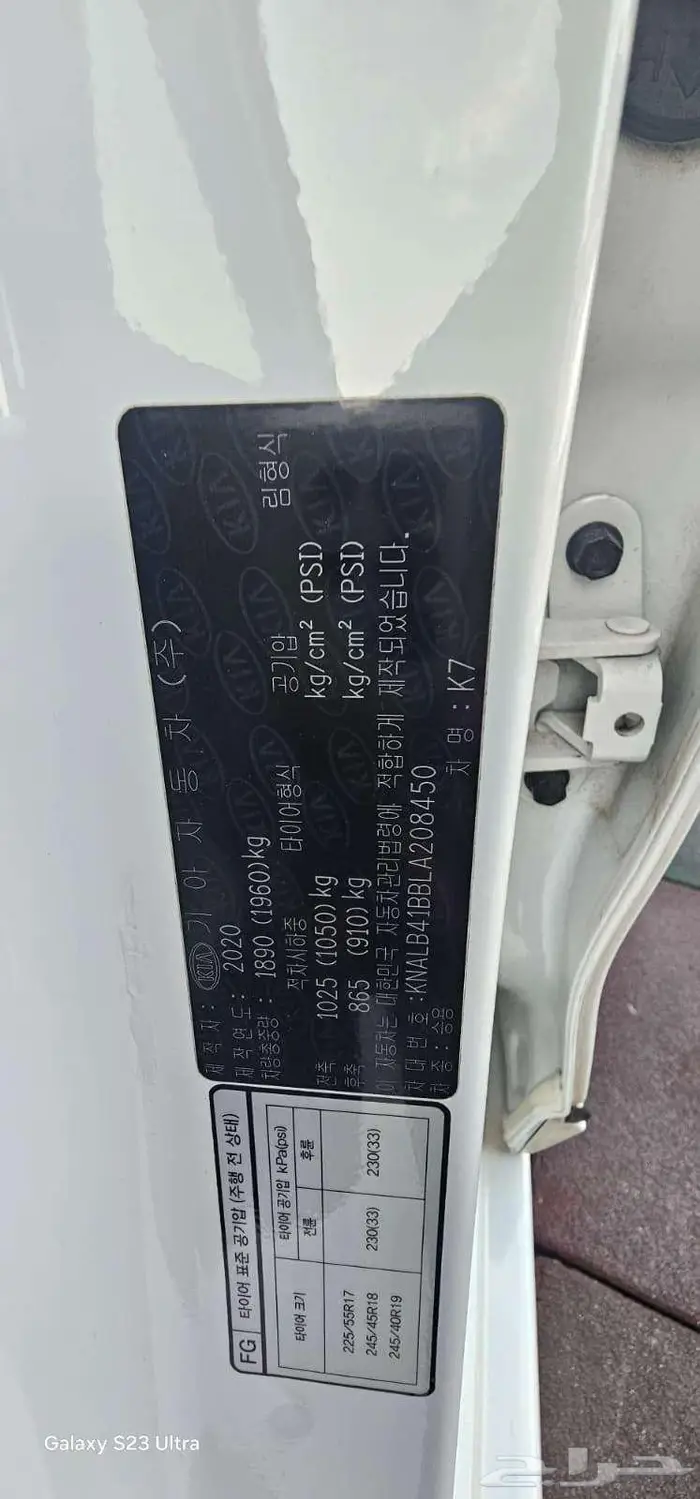 제작자 : KIA 기 아 자 동 차 (주)
제작연도 : 2020
차량총중량 : 1890 (1960)kg
적차시하중 타이어형식 공기압 림형식
전축 1025 (1050) kg kg/cm² (PSI)
후축 865 (910) kg kg/cm² (PSI)
이 자동차는 대한민국 자동차관리법령에 적합하게 제작되었습니다.
차 대 번 호 :KNALB41BBLA208450
차종 : 승용 차 명 : K7
FG 타이어 표준 공기압 (주행 전 상태)
타이어 크기 타이어 공기압 kPa(psi)
전륜 후륜
225/55R17
245/45R18 230(33) 230(33)
245/40R19
Galaxy S23 Ultra
حراج